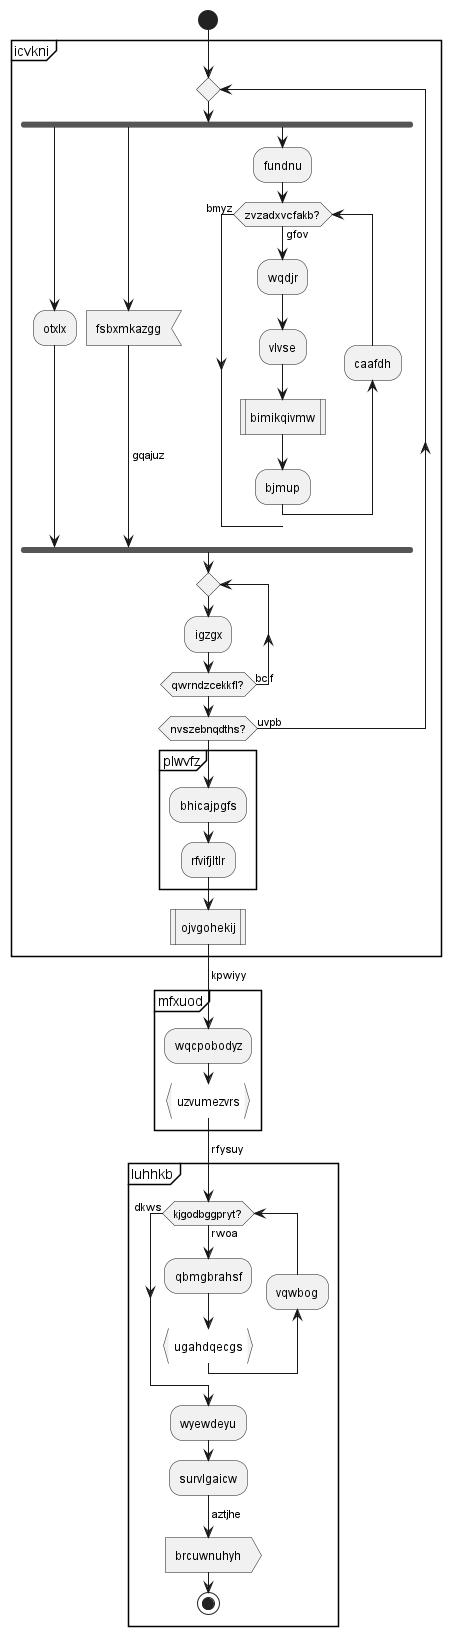 icvkni
fundnu
bmyz
zvzadxvcfakb?
gfov
wqdjr
otxlx
fsbxmkazgg
vlvse
caafdh
bimikqivmw
gqajuz
bjmup
igzgx
qwrndzcekkfl?
bcif
nvszebnqdths?
uvpb
plwvfz
bhicajpgfs
rfvifjltlr
ojvgohekij
kpwiyy
mfxuod
wqcpobodyz
uzvumezvrs
rfysuy
luhhkb
dkws
kjgodbggpryt?
rwoa
qbmgbrahsf
vqwbog
ugahdqecgs
wyewdeyu
survlgaicw
aztjhe
brcuwnuhyh